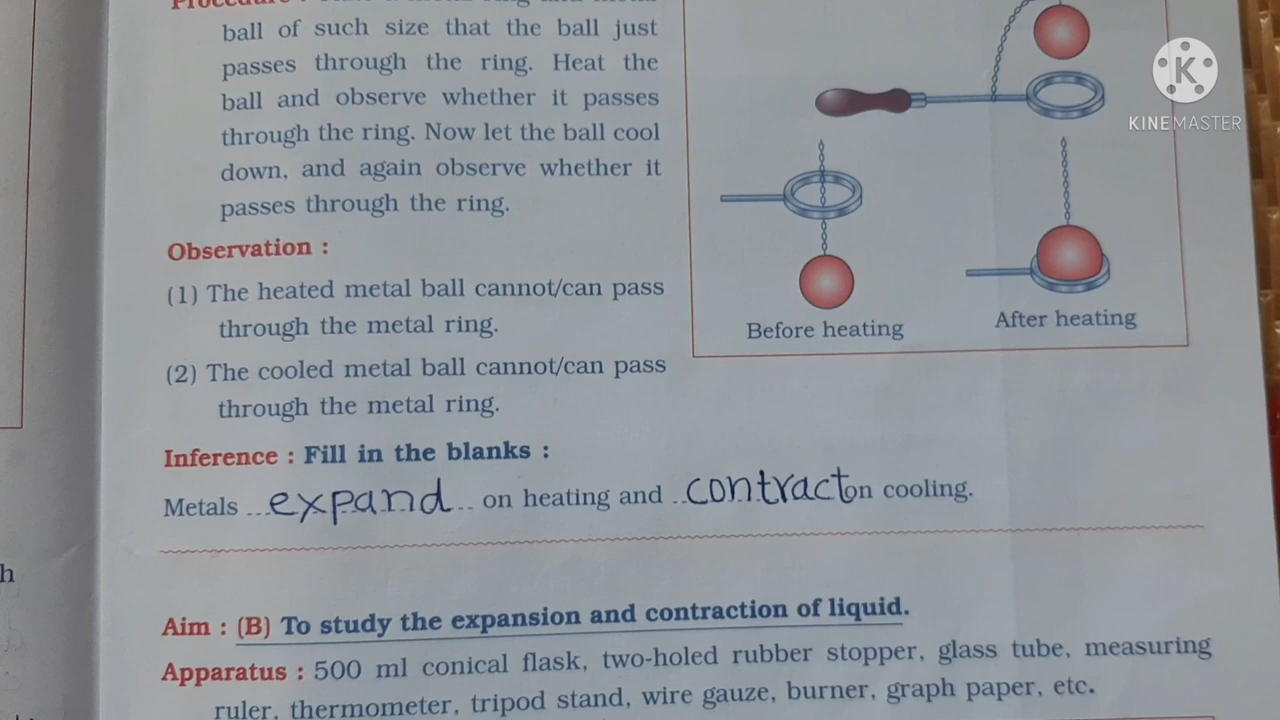 Procedure :
ball of such size that the ball just
passes through the ring. Heat the
ball and observe whether it passes
through the ring. Now let the ball cool
down, and again observe whether it
passes through the ring.
Observation :
(1) The heated metal ball cannot/can pass
through the metal ring.
(2) The cooled metal ball cannot/can pass
through the metal ring.
Inference : Fill in the blanks :
Metals ...expand... on heating and ..contract on cooling.
Aim : (B) To study the expansion and contraction of liquid.
Apparatus : 500 ml conical flask, two-holed rubber stopper, glass tube, measuring
ruler, thermometer, tripod stand, wire gauze, burner, graph paper, etc.
Before heating
After heating
K
KINEMASTER
h